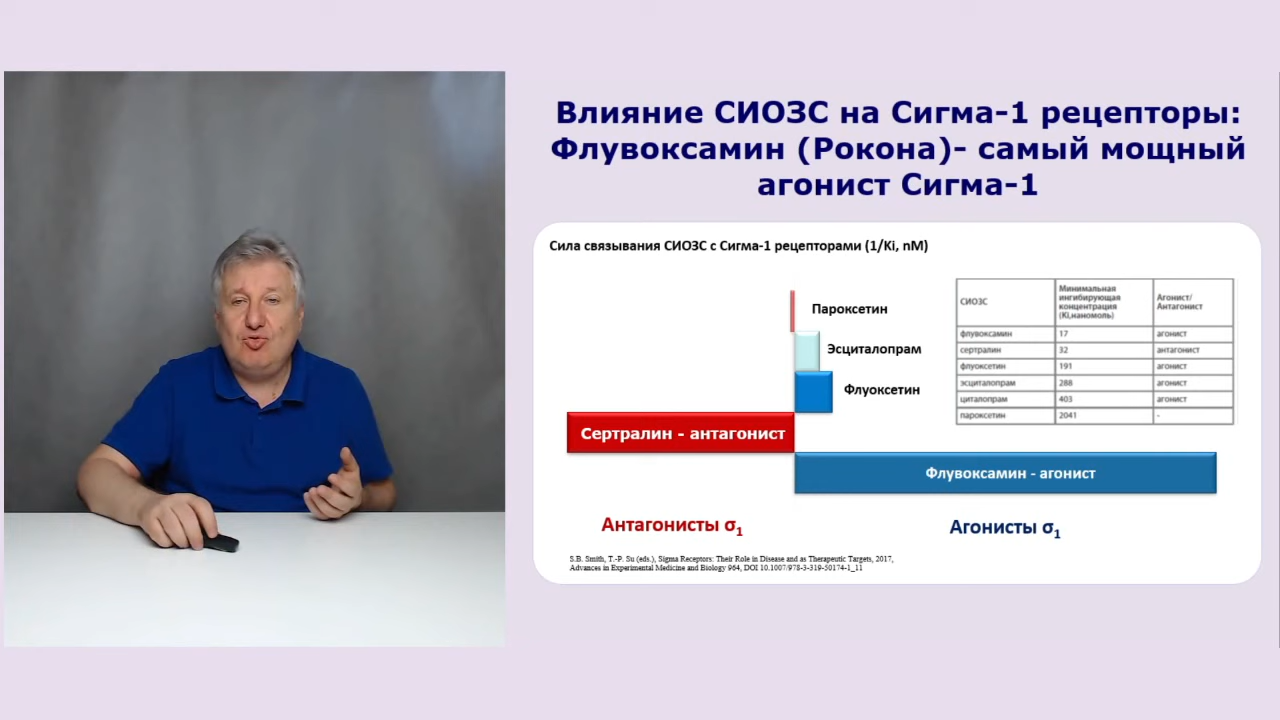 Влияние СИОЗС на Сигма-1 рецепторы:
Флувоксамин (Рокона)- самый мощный
агонист Сигма-1
Сила связывания СИОЗС с Сигма-1 рецепторами (1/Ki, nM)
Пароксетин
Эсциталопрам
Флуоксетин
Сертралин - антагонист
Флувоксамин - агонист
Антагонисты σ1
Агонисты σ1
СИОЗС Минимальная ингибирующая концентрация (Ki,наномоль) Агонист/ Антагонист
флувоксамин 17 агонист
сертралин 32 антагонист
флуоксетин 191 агонист
эсциталопрам 288 агонист
циталопрам 403 агонист
пароксетин 2041 -
S.B. Smith, T.-P. Su (eds.), Sigma Receptors: Their Role in Disease and as Therapeutic Targets, 2017,
Advances in Experimental Medicine and Biology 964, DOI 10.1007/978-3-319-50174-1_11